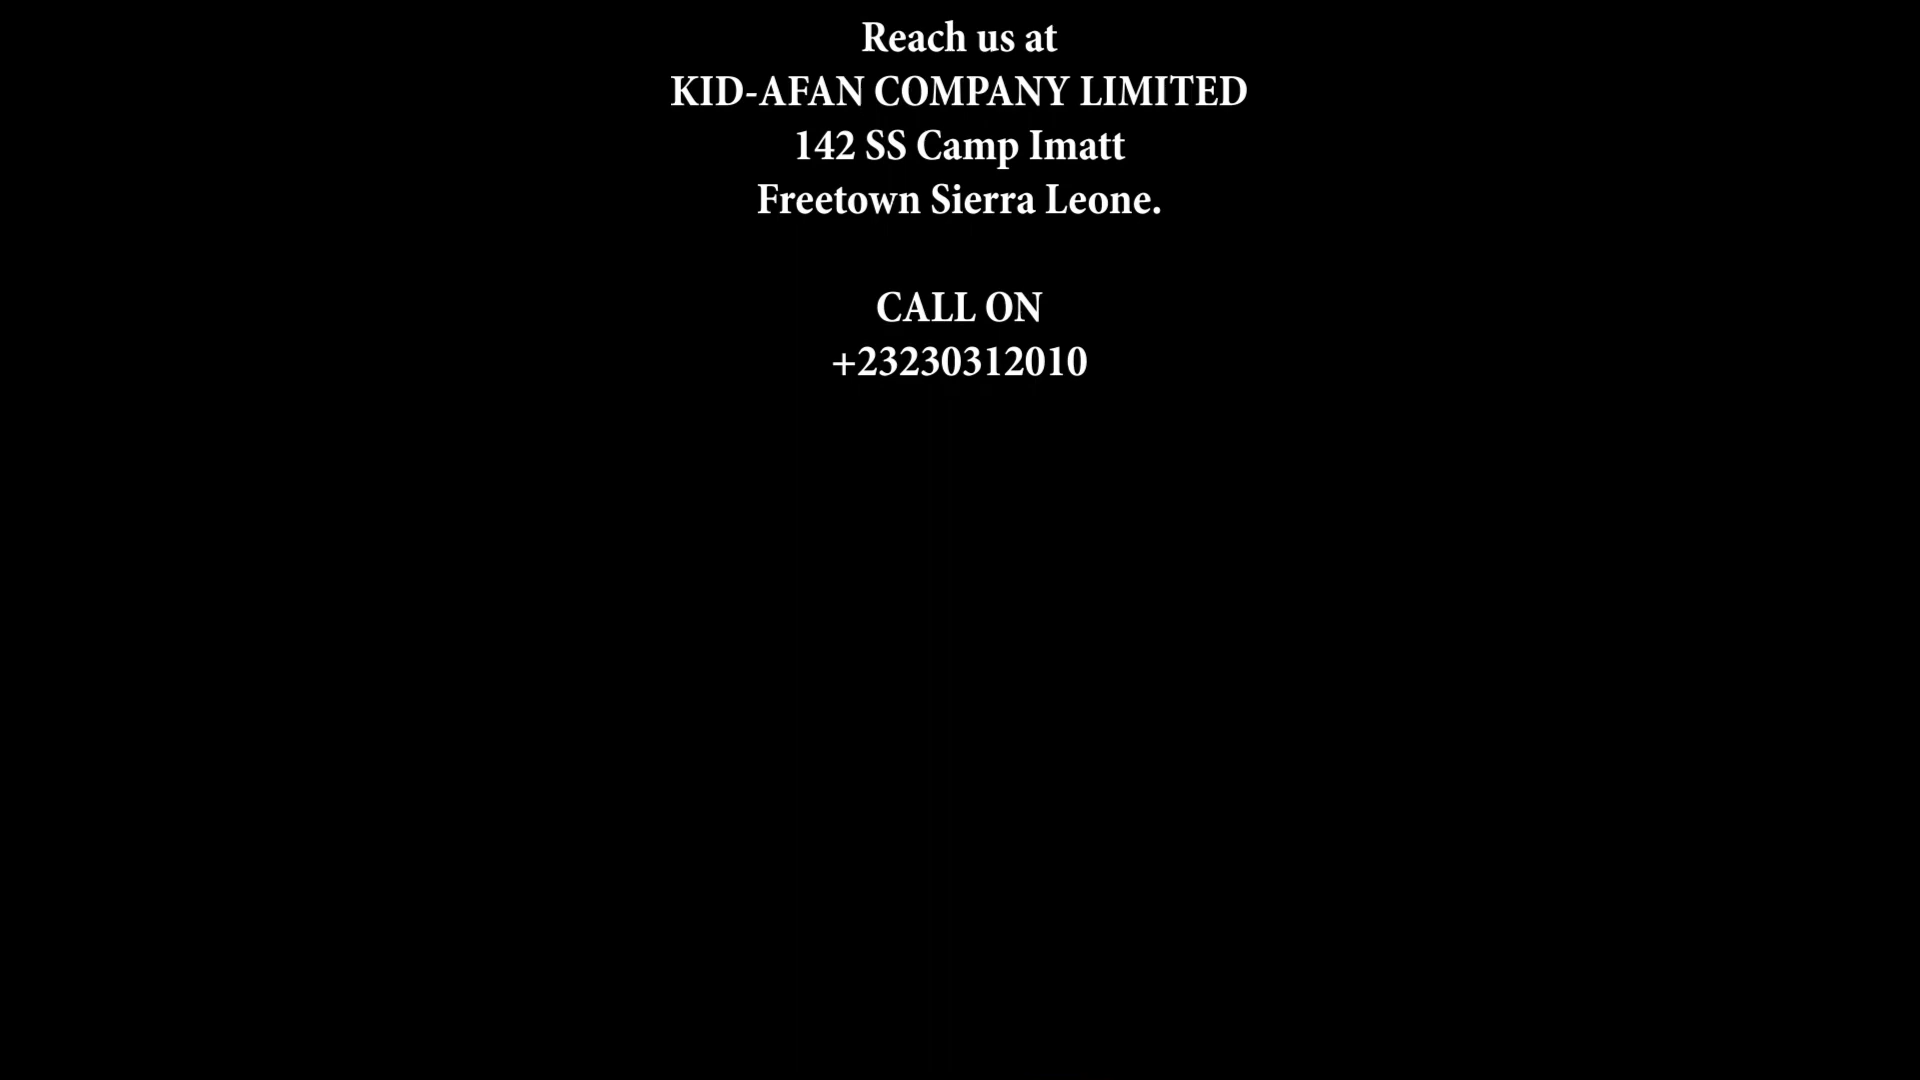 Reach us at
KID-AFAN COMPANY LIMITED
142 SS Camp Imatt
Freetown Sierra Leone.
CALL ON
+23230312010